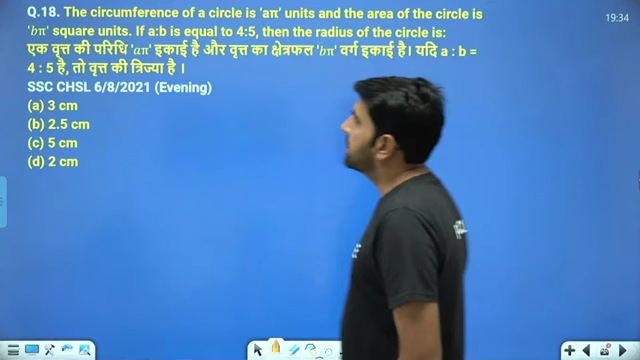 Q.18. The circumference of a circle is ‘aπ’ units and the area of the circle is
'bπ' square units. If a:b is equal to 4:5, then the radius of the circle is:
एक वृत्त की परिधि 'aπ' इकाई है और वृत्त का क्षेत्रफल 'bπ' वर्ग इकाई है। यदि a : b =
4 : 5 है, तो वृत्त की त्रिज्या है ।
SSC CHSL 6/8/2021 (Evening)
(a) 3 cm
(b) 2.5 cm
(c) 5 cm
(d) 2 cm
19:34